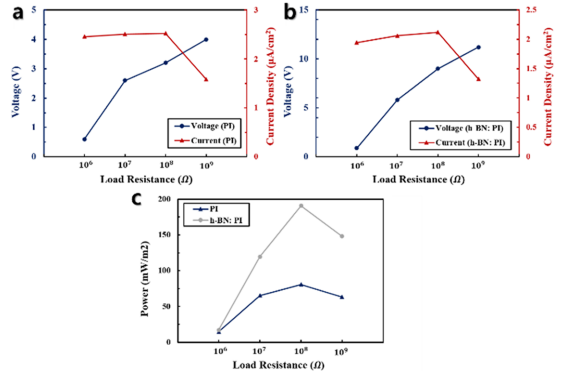 a
5
4
3
2
1
0
Voltage (V)
3
2
1
0
Current Density (µA/cm²)
Voltage (PI)
Current (PI)
10⁶ 10⁷ 10⁸ 10⁹
Load Resistance (Ω)
b
15
10
5
0
Voltage (V)
2.5
2
1.5
1
0.5
0
Current Density (µA/cm²)
Voltage (h-BN: PI)
Current (h-BN: PI)
10⁶ 10⁷ 10⁸ 10⁹
Load Resistance (Ω)
c
200
150
100
50
0
Power (mW/m2)
PI
h-BN: PI
10⁶ 10⁷ 10⁸ 10⁹
Load Resistance (Ω)